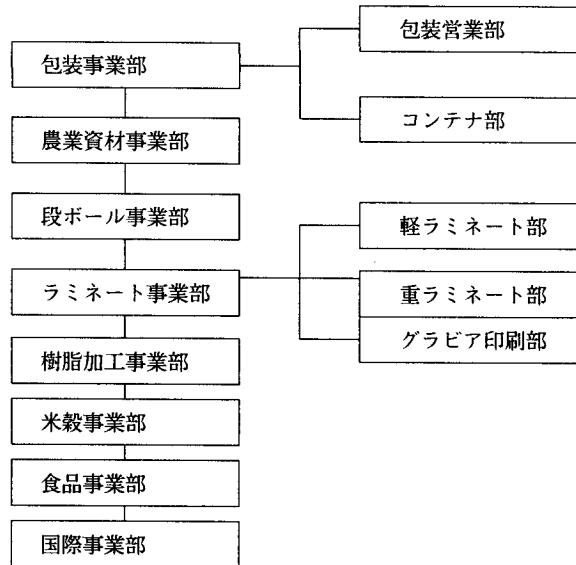 包装事業部
包装営業部
コンテナ部
農業資材事業部
段ボール事業部
ラミネート事業部
軽ラミネート部
重ラミネート部
グラビア印刷部
樹脂加工事業部
米穀事業部
食品事業部
国際事業部